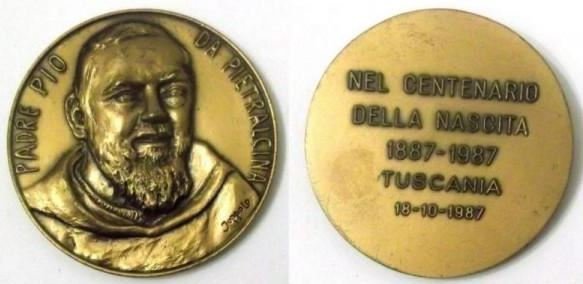 PADRE PIO DA PIETRALCINA
NEL CENTENARIO
DELLA NASCITA
1887-1987
TUSCANIA
18-10-1987